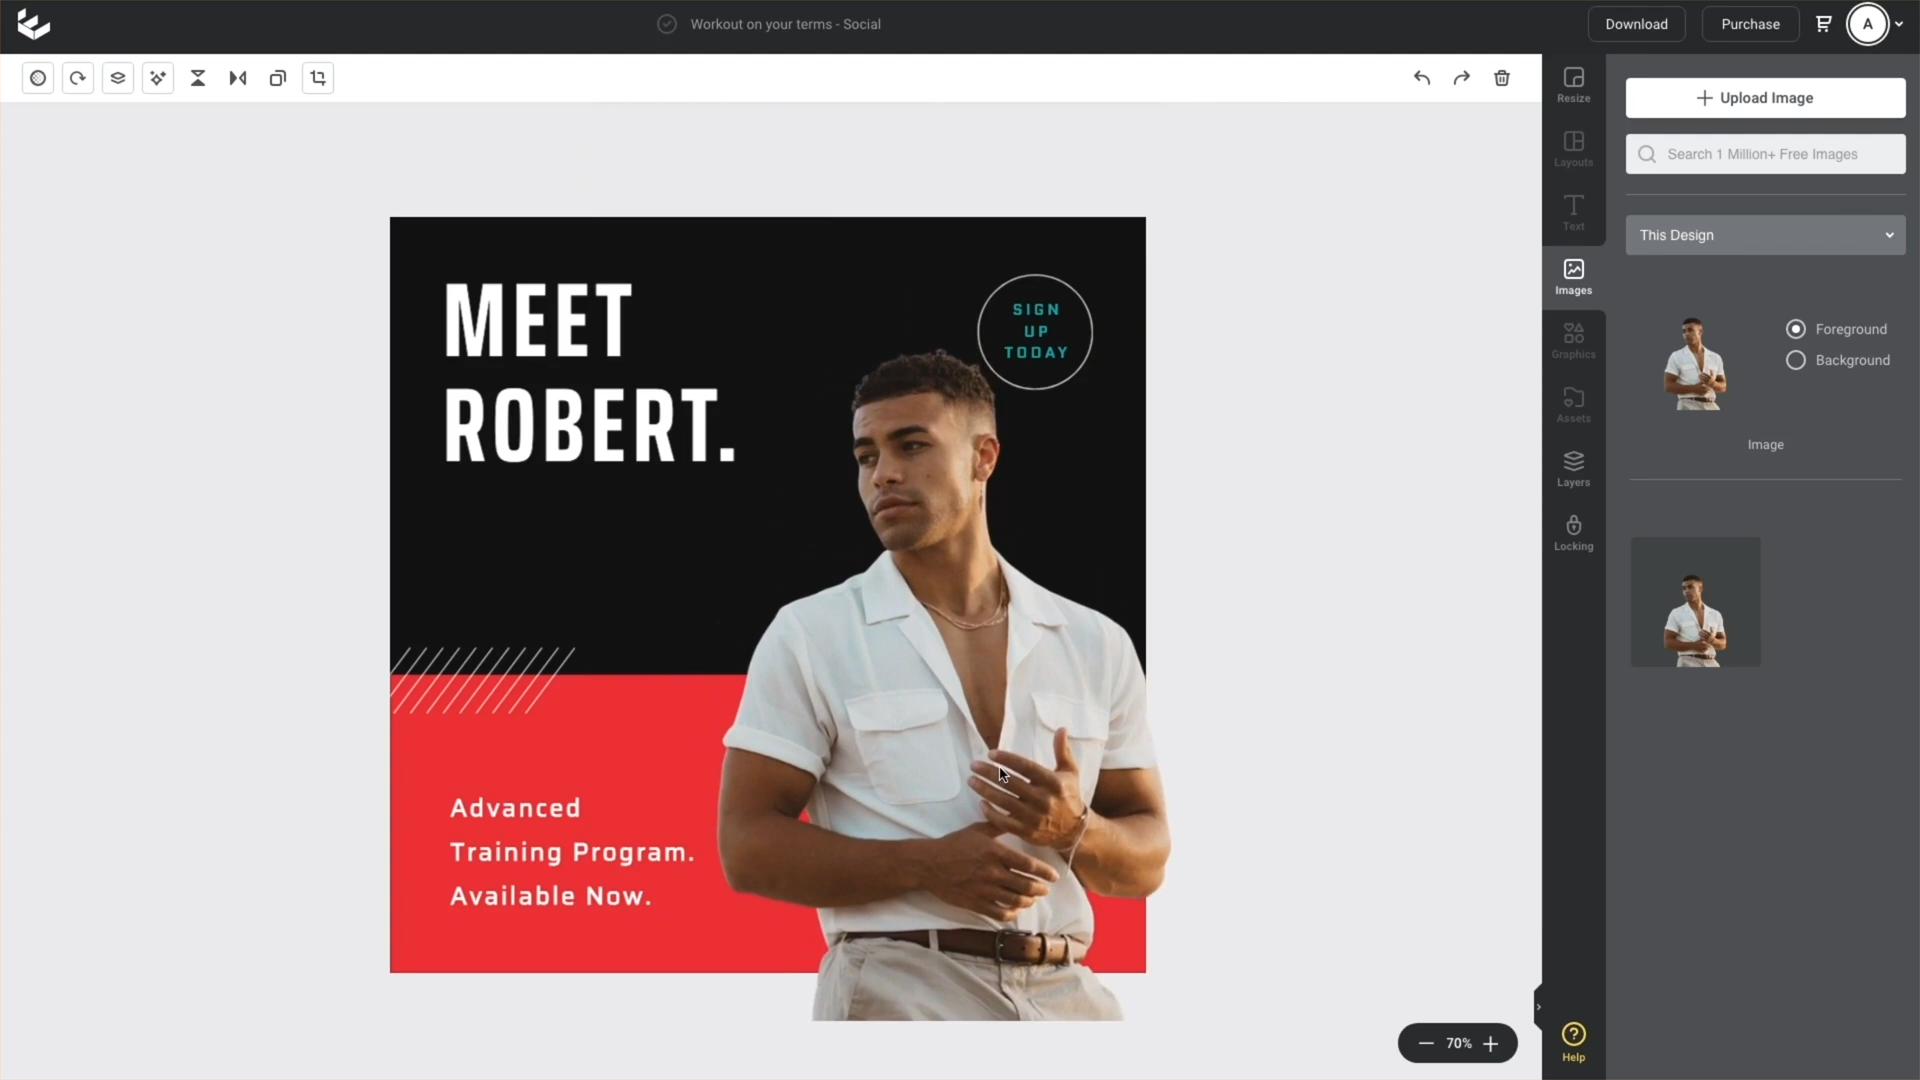 Workout on your terms - Social
Download
Purchase
A
Resize
Layouts
Text
Images
Graphics
Assets
Layers
Locking
Help
Upload Image
Search 1 Million+ Free Images
This Design
Foreground
Background
Image
MEET
ROBERT.
SIGN
UP
TODAY
Advanced
Training Program.
Available Now.
70%